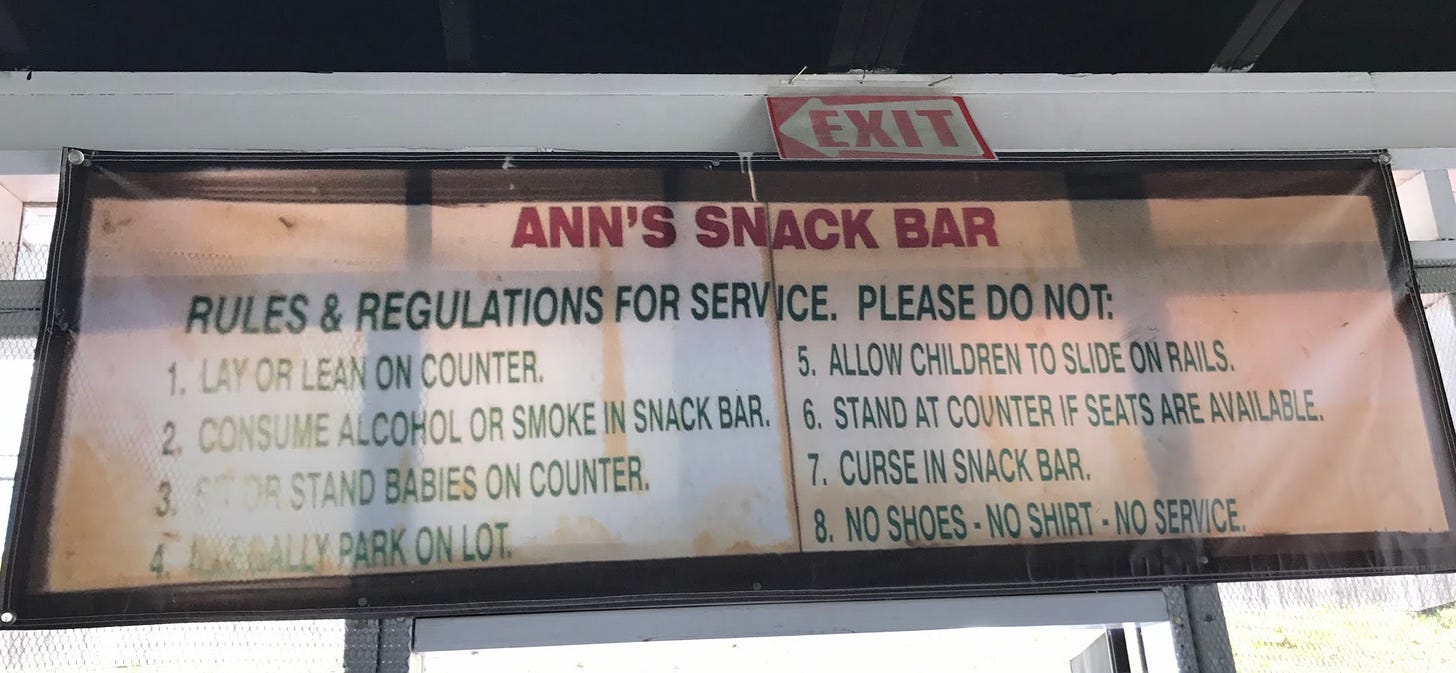 EXIT
ANN'S SNACK BAR
RULES & REGULATIONS FOR SERVICE. PLEASE DO NOT:
1. LAY OR LEAN ON COUNTER.
2. CONSUME ALCOHOL OR SMOKE IN SNACK BAR.
3. SIT OR STAND BABIES ON COUNTER.
4. ILLEGALLY PARK ON LOT.
5. ALLOW CHILDREN TO SLIDE ON RAILS.
6. STAND AT COUNTER IF SEATS ARE AVAILABLE.
7. CURSE IN SNACK BAR.
8. NO SHOES - NO SHIRT - NO SERVICE.